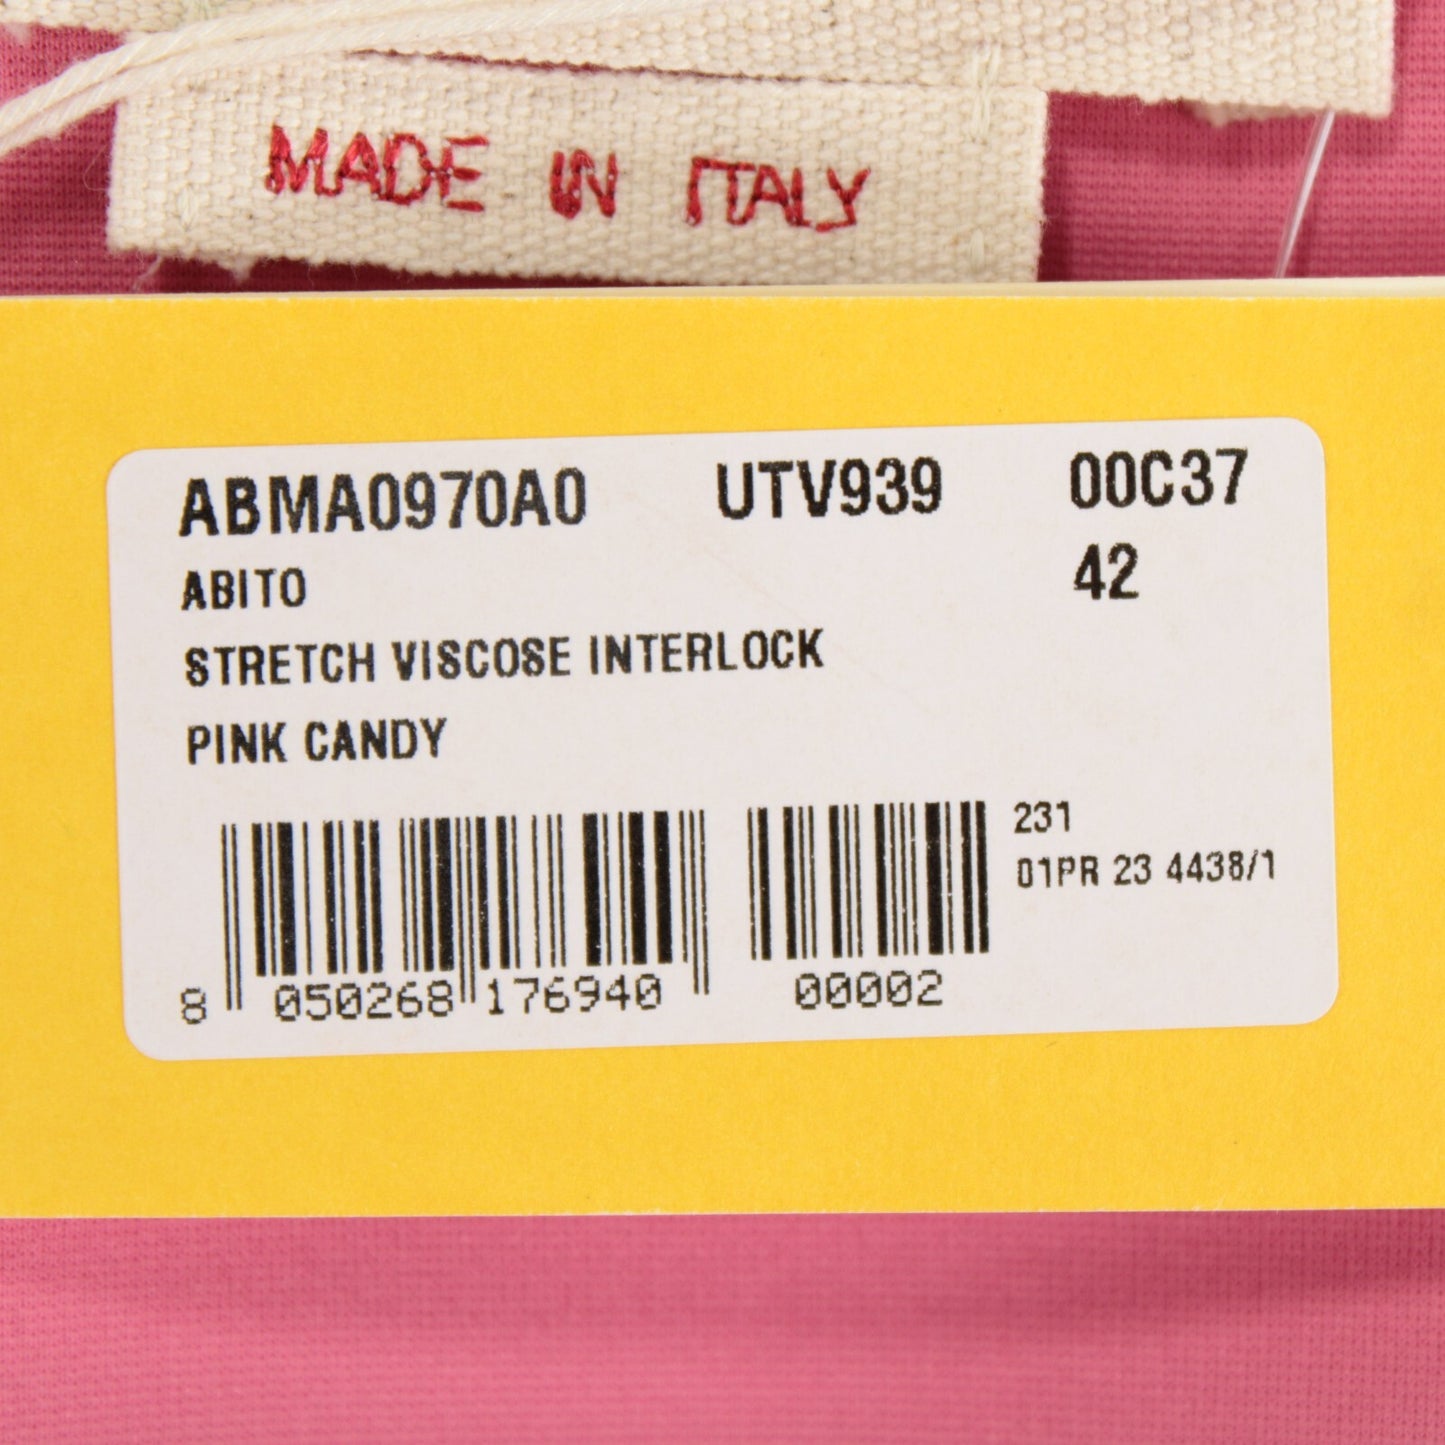 MADE IN ITALY
ABMA0970A0 UTV939 00C37
ABITO 42
STRETCH VISCOSE INTERLOCK
PINK CANDY
231
01PR 23 4438/1
8 050268 176940 00002